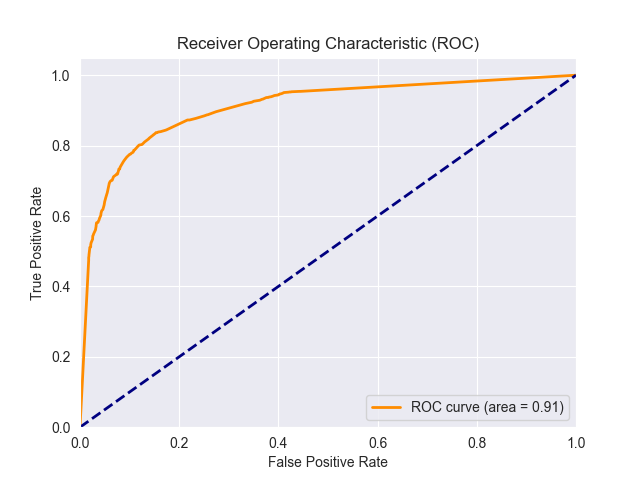 Receiver Operating Characteristic (ROC)
1.0
0.8
0.6
0.4
0.2
0.0
True Positive Rate
ROC curve (area = 0.91)
0.0 0.2 0.4 0.6 0.8 1.0
False Positive Rate